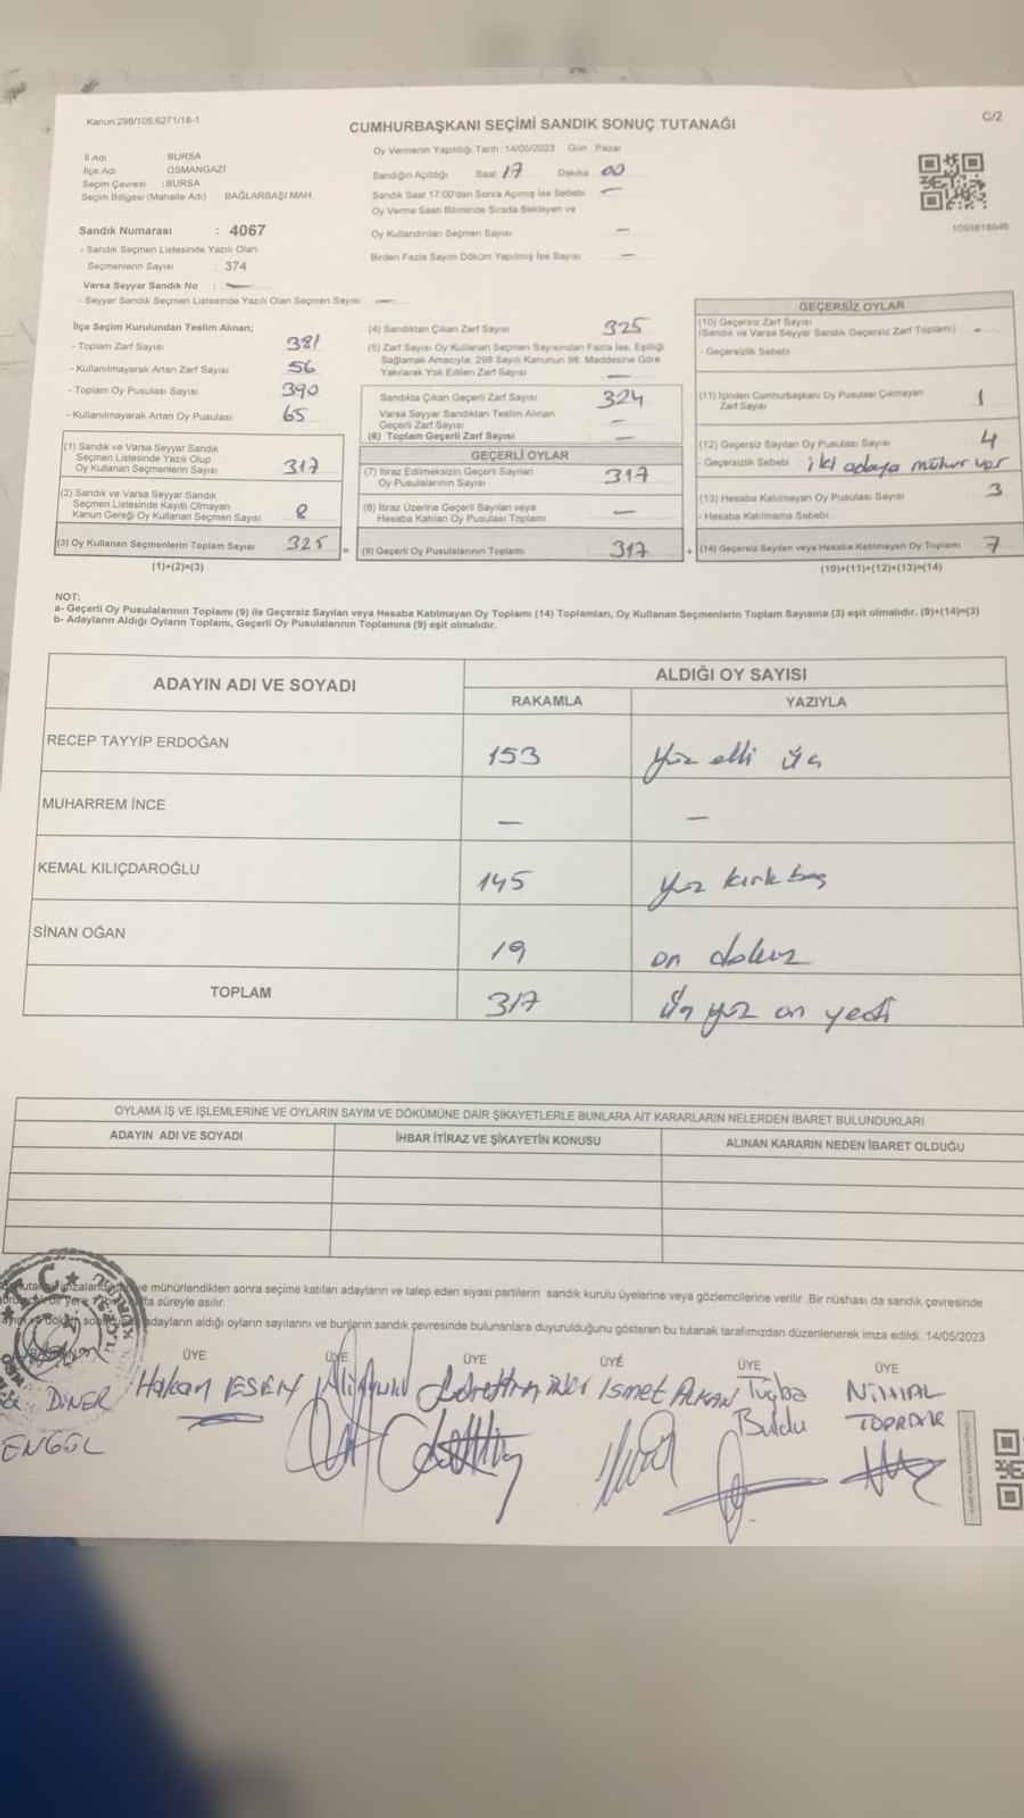 Kanun:298/105,6271/18-1
C/2
CUMHURBAŞKANI SEÇİMİ SANDIK SONUÇ TUTANAĞI
İl Adı BURSA
İlçe Adı OSMANGAZİ
Seçim Çevresi :BURSA
Seçim Bölgesi (Mahalle Adı) BAĞLARBAŞI MAH.
Sandık Numarası : 4067
- Sandık Seçmen Listesinde Yazılı Olan
Seçmenlerin Sayısı : 374
Varsa Seyyar Sandık No : —
- Seyyar Sandık Seçmen Listesinde Yazılı Olan Seçmen Sayısı —
Oy Vermenin Yapıldığı Tarih :14/05/2023 Gün :Pazar
Sandığın Açıldığı Saat 17 Dakika 00
Sandık Saat 17:00'dan Sonra Açılmış İse Sebebi —
Oy Verme Saati Bitiminde Sırada Bekleyen ve
Oy Kullandırılan Seçmen Sayısı —
Birden Fazla Sayım Döküm Yapılmış İse Sayısı —
İlçe Seçim Kurulundan Teslim Alınan;
- Toplam Zarf Sayısı 381
- Kullanılmayarak Artan Zarf Sayısı 56
- Toplam Oy Pusulası Sayısı 390
- Kullanılmayarak Artan Oy Pusulası 65
(1) Sandık ve Varsa Seyyar Sandık
Seçmen Listesinde Yazılı Olup
Oy Kullanan Seçmenlerin Sayısı 317
(2) Sandık ve Varsa Seyyar Sandık
Seçmen Listesinde Kayıtlı Olmayan
Kanun Gereği Oy Kullanan Seçmen Sayısı 8
(3) Oy Kullanan Seçmenlerin Toplam Sayısı 325
(1)+(2)=(3)
(4) Sandıktan Çıkan Zarf Sayısı 325
(5) Zarf Sayısı Oy Kullanan Seçmen Sayısından Fazla İse, Eşitliği
Sağlamak Amacıyla, 298 Sayılı Kanunun 98. Maddesine Göre
Yakılarak Yok Edilen Zarf Sayısı —
Sandıkta Çıkan Geçerli Zarf Sayısı 324
Varsa Seyyar Sandıktan Teslim Alınan
Geçerli Zarf Sayısı —
(6) Toplam Geçerli Zarf Sayısı —
GEÇERLİ OYLAR
(7) İtiraz Edilmeksizin Geçerli Sayılan
Oy Pusulalarının Sayısı 317
(8) İtiraz Üzerine Geçerli Sayılan veya
Hesaba Katılan Oy Pusulası Toplamı —
= (9) Geçerli Oy Pusulalarının Toplamı 317
GEÇERSİZ OYLAR
(10) Geçersiz Zarf Sayısı
(Sandık ve Varsa Seyyar Sandık Geçersiz Zarf Toplamı) -
- Geçersizlik Sebebi
(11) İçinden Cumhurbaşkanı Oy Pusulası Çıkmayan
Zarf Sayısı 1
(12) Geçersiz Sayılan Oy Pusulası Sayısı 4
- Geçersizlik Sebebi iki adaya mühür var
(13) Hesaba Katılmayan Oy Pusulası Sayısı 3
- Hesaba Katılmama Sebebi
+ (14) Geçersiz Sayılan veya Hesaba Katılmayan Oy Toplamı 7
(10)+(11)+(12)+(13)=(14)
NOT:
a- Geçerli Oy Pusulalarının Toplamı (9) ile Geçersiz Sayılan veya Hesaba Katılmayan Oy Toplamı (14) Toplamları, Oy Kullanan Seçmenlerin Toplam Sayısına (3) eşit olmalıdır. (9)+(14)=(3)
b- Adayların Aldığı Oyların Toplamı, Geçerli Oy Pusulalarının Toplamına (9) eşit olmalıdır.
ADAYIN ADI VE SOYADI
ALDIĞI OY SAYISI
RAKAMLA YAZIYLA
RECEP TAYYİP ERDOĞAN 153 Yüz elli üç
MUHARREM İNCE — —
KEMAL KILIÇDAROĞLU 145 yüz kırk beş
SİNAN OĞAN 19 on dokuz
TOPLAM 317 üç yüz on yedi
OYLAMA İŞ VE İŞLEMLERİNE VE OYLARIN SAYIM VE DÖKÜMÜNE DAİR ŞİKAYETLERLE BUNLARA AİT KARARLARIN NELERDEN İBARET BULUNDUKLARI
ADAYIN ADI VE SOYADI İHBAR İTİRAZ VE ŞİKAYETİN KONUSU ALINAN KARARIN NEDEN İBARET OLDUĞU
ve mühürlendikten sonra seçime katılan adayların ve talep eden siyasi partilerin sandık kurulu üyelerine veya gözlemcilerine verilir. Bir nüshası da sandık çevresinde
süreyle asılır.
adayların aldığı oyların sayılarını ve bunların sandık çevresinde bulunanlara duyurulduğunu gösteren bu tutanak tarafımızdan düzenlenerek imza edildi. 14/05/2023
T.C.
ÜYE ÜYE ÜYE ÜYE ÜYE ÜYE
DİNER Hakan ESEN İsmet ALKAN Tuğba NİHAL
ENGÜL Buldu TOPRAK